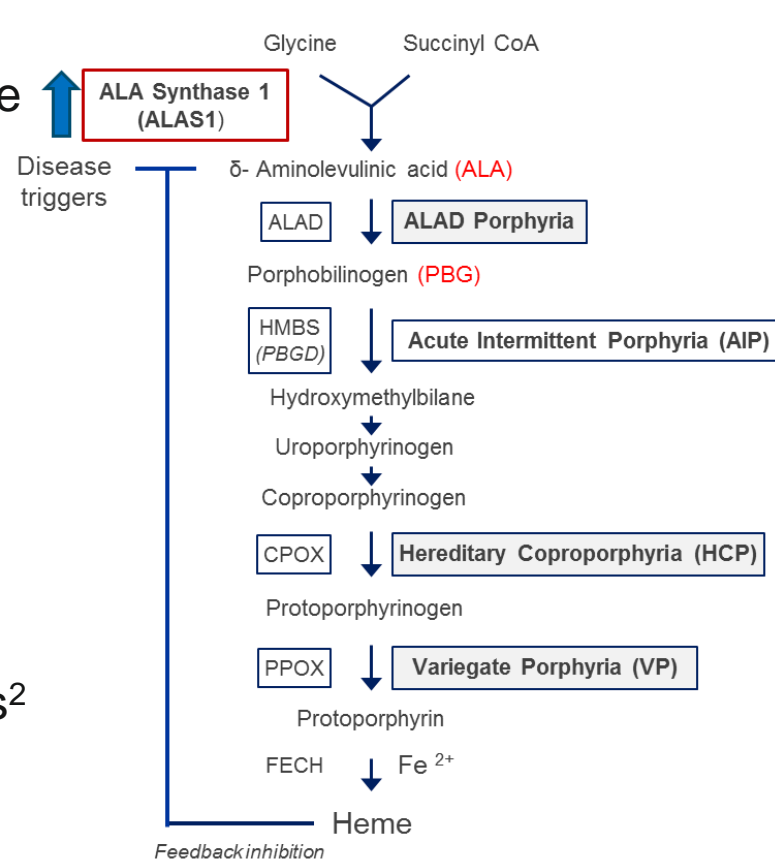 Glycine
Succinyl CoA
e
ALA Synthase 1
(ALAS1)
Disease
triggers
δ- Aminolevulinic acid (ALA)
ALAD
ALAD Porphyria
Porphobilinogen (PBG)
HMBS
(PBGD)
Acute Intermittent Porphyria (AIP)
Hydroxymethylbilane
Uroporphyrinogen
Coproporphyrinogen
CPOX
Hereditary Coproporphyria (HCP)
Protoporphyrinogen
PPOX
Variegate Porphyria (VP)
s²
Protoporphyrin
FECH
Fe ²⁺
Heme
Feedback inhibition